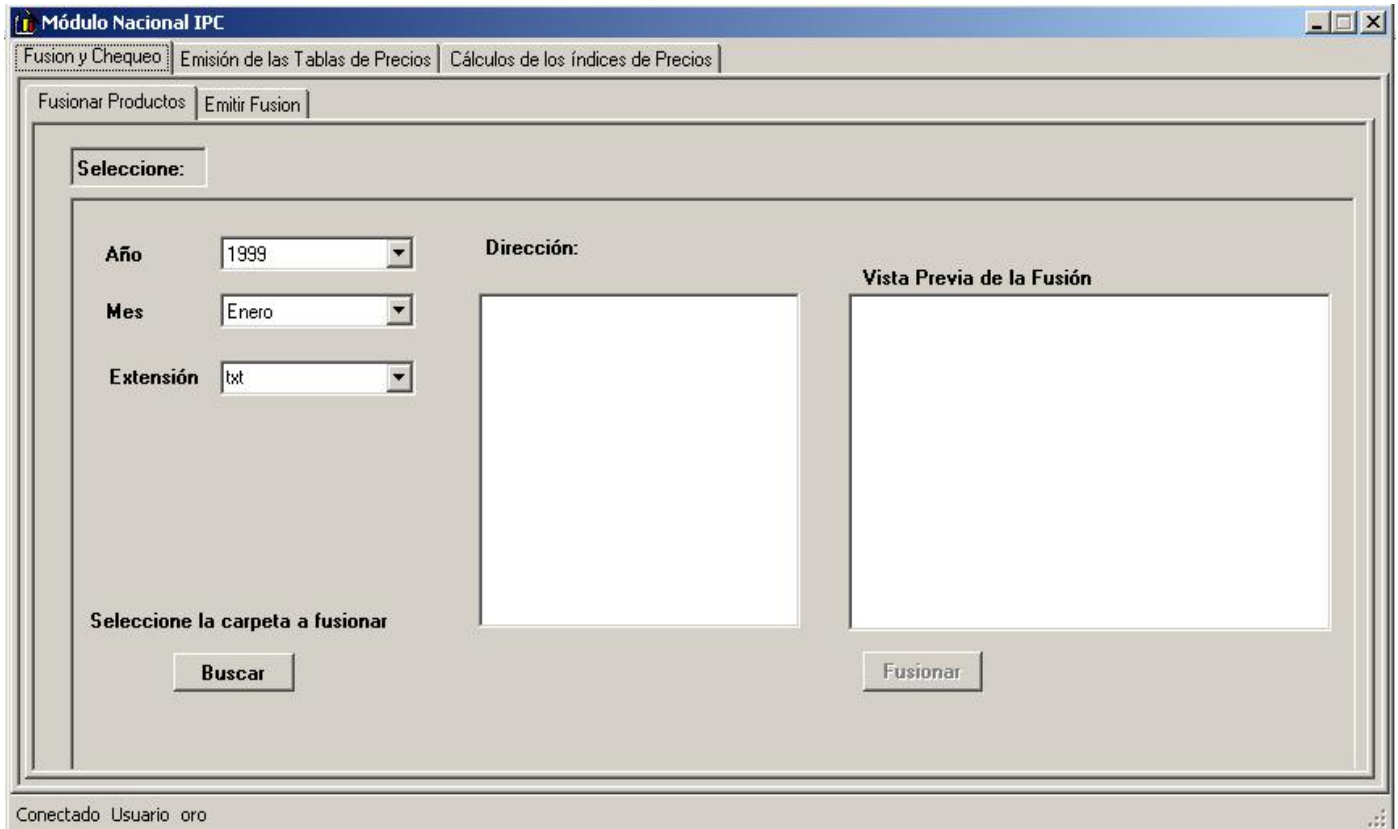 Módulo Nacional IPC
Fusion y Chequeo Emisión de las Tablas de Precios Cálculos de los índices de Precios
Fusionar Productos Emitir Fusion
Seleccione:
Año 1999
Dirección:
Vista Previa de la Fusión
Mes Enero
Extensión txt
Seleccione la carpeta a fusionar
Buscar
Fusionar
Conectado Usuario oro